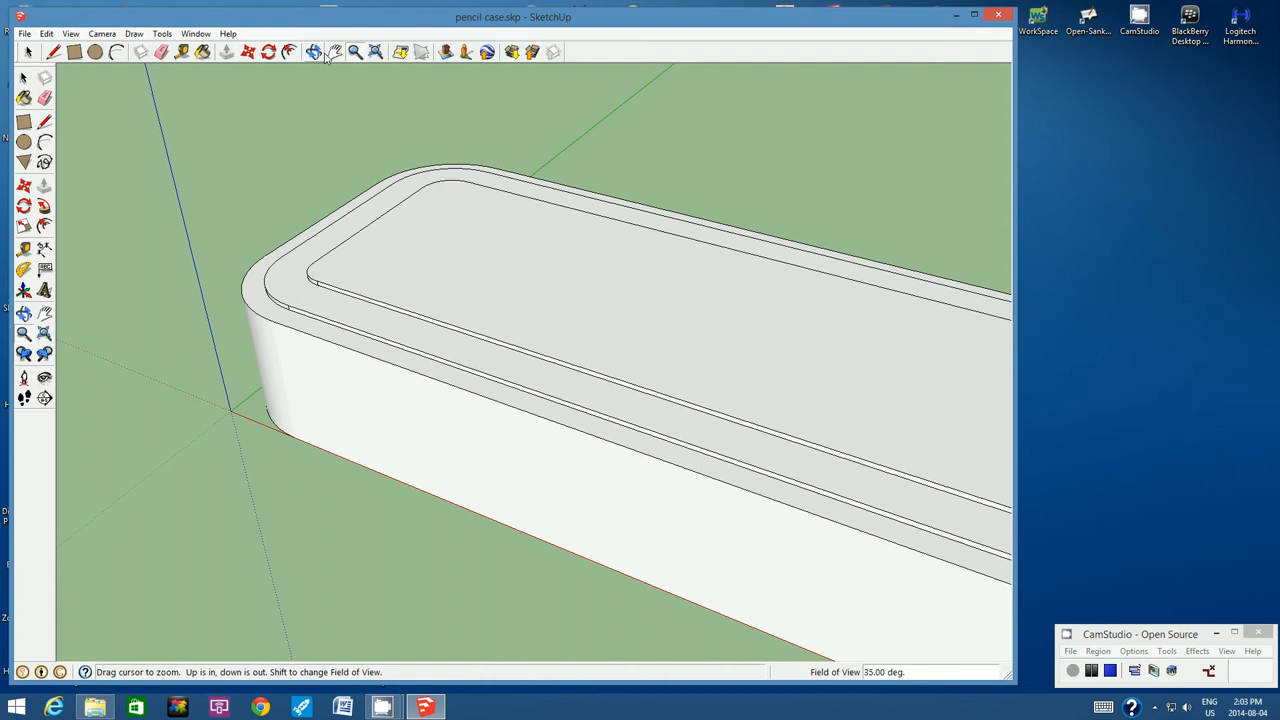 pencil case.skp - SketchUp
File Edit View Camera Draw Tools Window Help
WorkSpace
Open-Sank...
CamStudio
BlackBerry
Desktop ...
Logitech
Harmon...
CamStudio - Open Source
File Region Options Tools Effects View Help
Drag cursor to zoom. Up is in, down is out. Shift to change Field of View.
Field of View 35.00 deg.
ENG
US
2:03 PM
2014-08-04